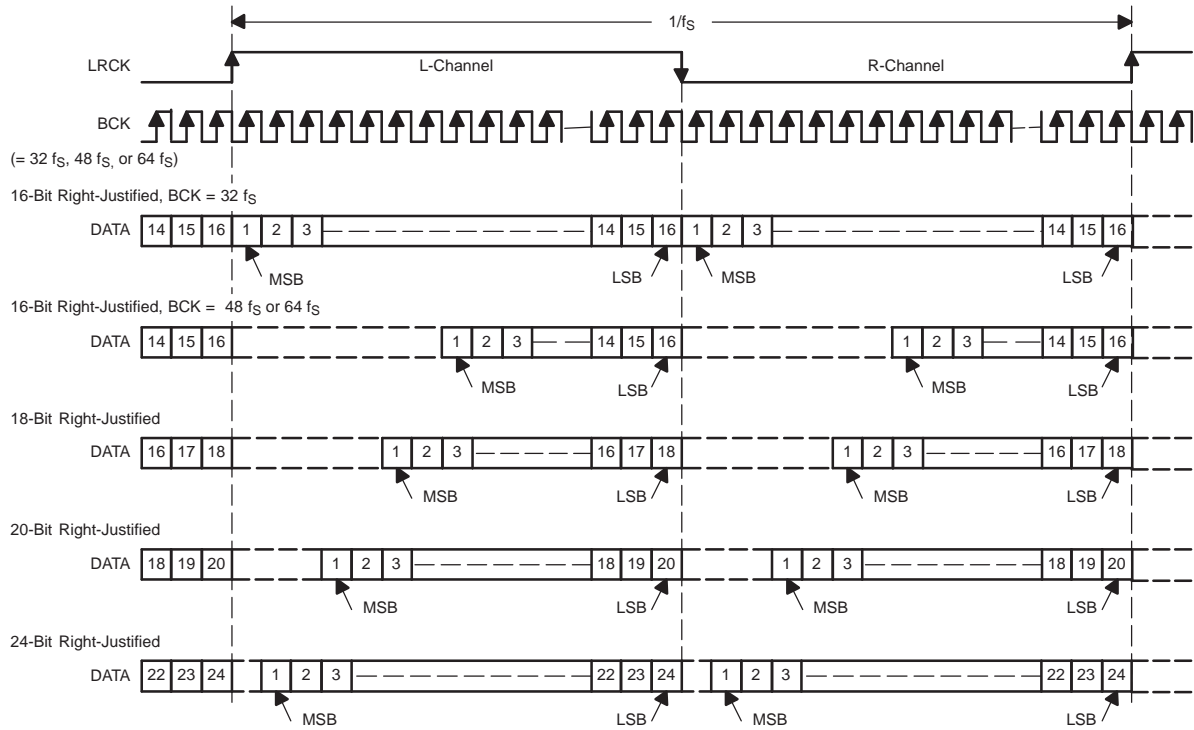 1/fS
LRCK L-Channel R-Channel
BCK
(= 32 fS, 48 fS, or 64 fS)
16-Bit Right-Justified, BCK = 32 fS
DATA 14 15 16 1 2 3 14 15 16 1 2 3 14 15 16
MSB LSB MSB LSB
16-Bit Right-Justified, BCK = 48 fS or 64 fS
DATA 14 15 16 1 2 3 14 15 16 1 2 3 14 15 16
MSB LSB MSB LSB
18-Bit Right-Justified
DATA 16 17 18 1 2 3 16 17 18 1 2 3 16 17 18
MSB LSB MSB LSB
20-Bit Right-Justified
DATA 18 19 20 1 2 3 18 19 20 1 2 3 18 19 20
MSB LSB MSB LSB
24-Bit Right-Justified
DATA 22 23 24 1 2 3 22 23 24 1 2 3 22 23 24
MSB LSB MSB LSB